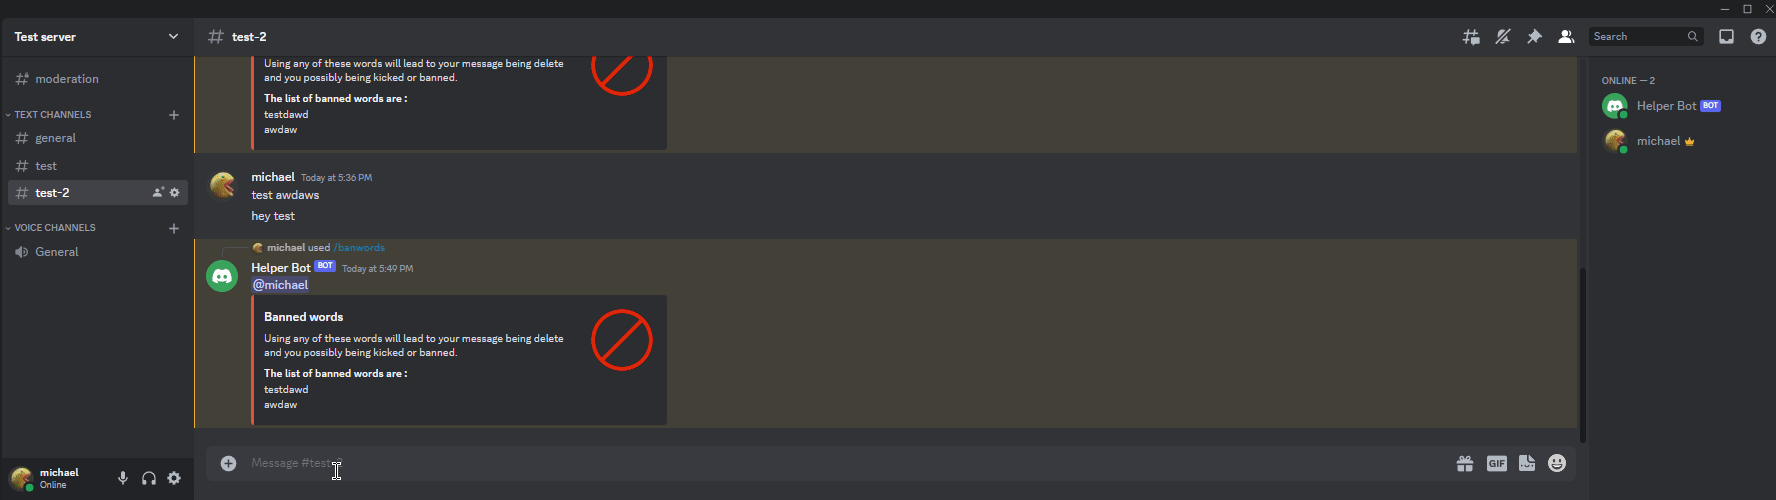 Test server
moderation
TEXT CHANNELS
general
test
test-2
VOICE CHANNELS
General
michael
Online
test-2
Search
Using any of these words will lead to your message being delete
and you possibly being kicked or banned.
The list of banned words are :
testdawd
awdaw
michael Today at 5:36 PM
test awdaws
hey test
michael used /banwords
Helper Bot BOT Today at 5:49 PM
@michael
Banned words
Using any of these words will lead to your message being delete
and you possibly being kicked or banned.
The list of banned words are :
testdawd
awdaw
Message #test-2
GIF
ONLINE — 2
Helper Bot BOT
michael